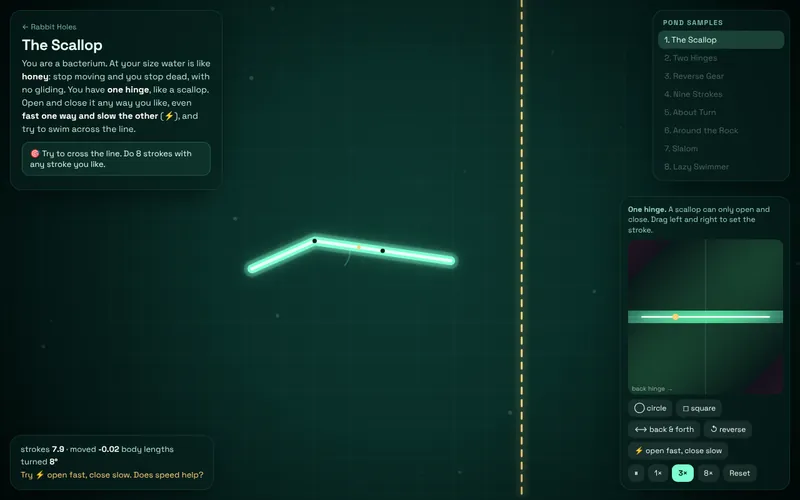 ← Rabbit Holes
The Scallop
You are a bacterium. At your size water is like
honey: stop moving and you stop dead, with
no gliding. You have one hinge, like a scallop.
Open and close it any way you like, even
fast one way and slow the other (⚡), and
try to swim across the line.
🎯 Try to cross the line. Do 8 strokes with
any stroke you like.
POND SAMPLES
1. The Scallop
2. Two Hinges
3. Reverse Gear
4. Nine Strokes
5. About Turn
6. Around the Rock
7. Slalom
8. Lazy Swimmer
One hinge. A scallop can only open and
close. Drag left and right to set the
stroke.
back hinge →
◯ circle
◻ square
⟷ back & forth
↺ reverse
⚡ open fast, close slow
1×
3×
8×
Reset
strokes 7.9 · moved -0.02 body lengths
turned 8°
Try ⚡ open fast, close slow. Does speed help?